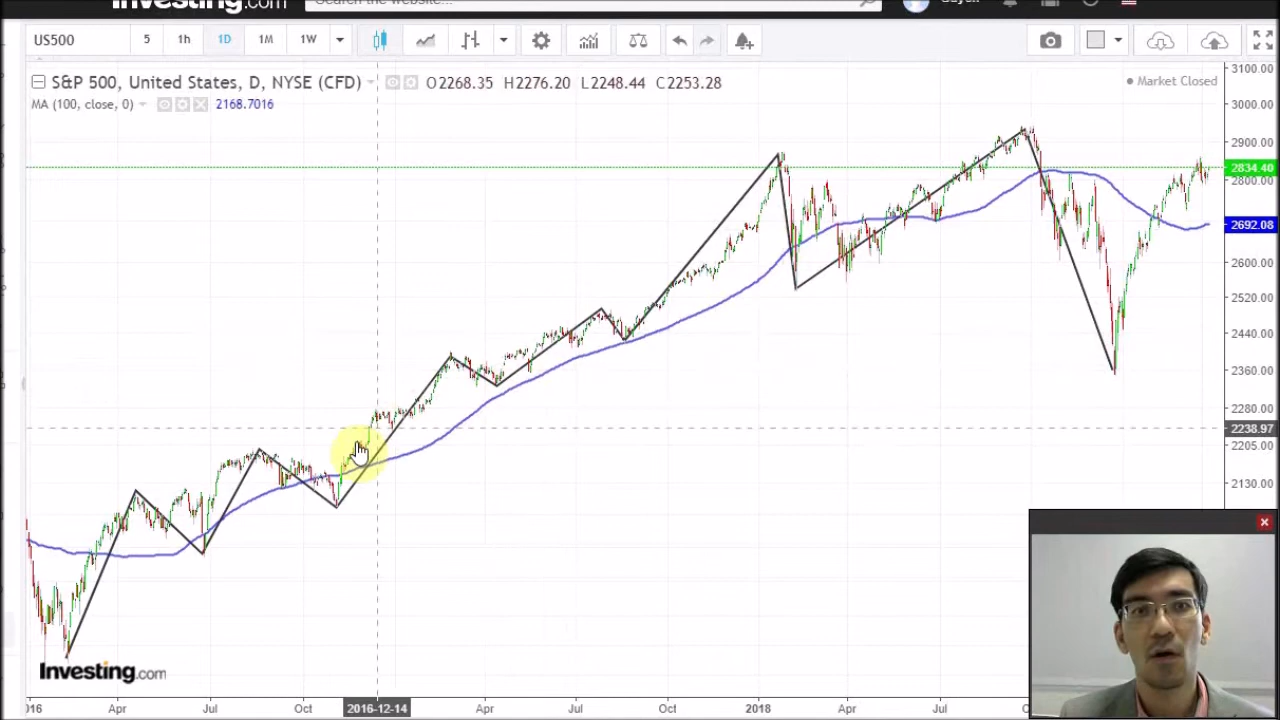 Investing.com
Search the website...
US500 5 1h 1D 1M 1W
S&P 500, United States, D, NYSE (CFD) O2268.35 H2276.20 L2248.44 C2253.28
Market Closed
MA (100, close, 0) 2168.7016
3100.00
3000.00
2900.00
2834.40
2800.00
2692.08
2600.00
2520.00
2440.00
2360.00
2280.00
2238.97
2205.00
2130.00
Investing.com
Apr Jul Oct 2016-12-14 Apr Jul Oct 2018 Apr Jul